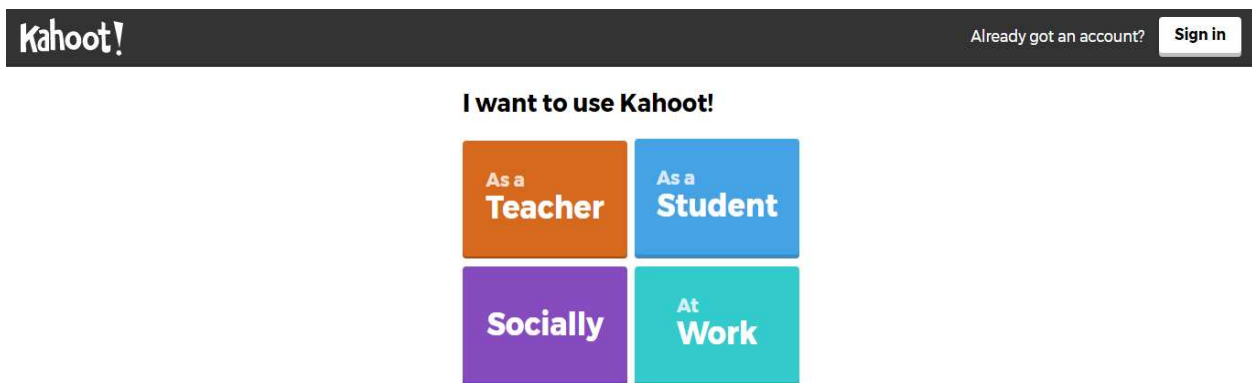 Kahoot!
Already got an account? Sign in
I want to use Kahoot!
As a
Teacher
As a
Student
Socially
At
Work